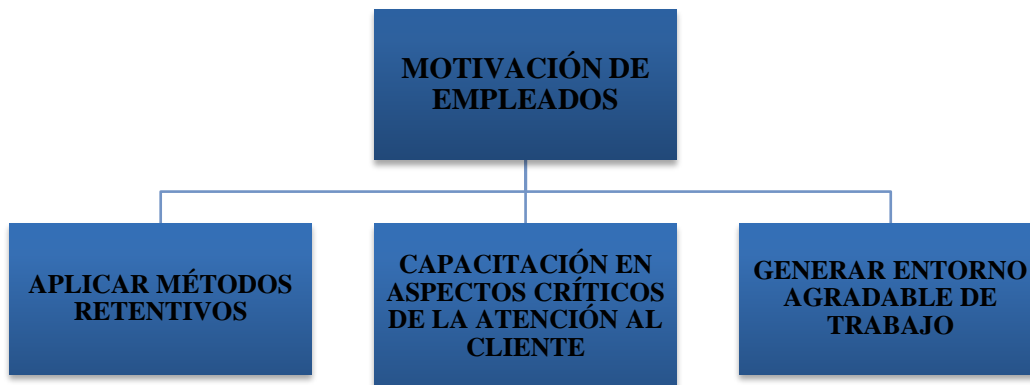 MOTIVACIÓN DE
EMPLEADOS
APLICAR MÉTODOS
RETENTIVOS
CAPACITACIÓN EN
ASPECTOS CRÍTICOS
DE LA ATENCIÓN AL
CLIENTE
GENERAR ENTORNO
AGRADABLE DE
TRABAJO